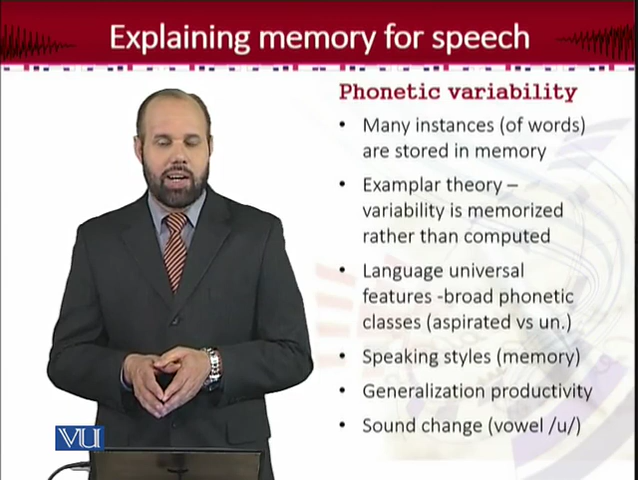 Explaining memory for speech
Phonetic variability
• Many instances (of words)
are stored in memory
• Examplar theory –
variability is memorized
rather than computed
• Language universal
features -broad phonetic
classes (aspirated vs un.)
• Speaking styles (memory)
• Generalization productivity
• Sound change (vowel /u/)
VU